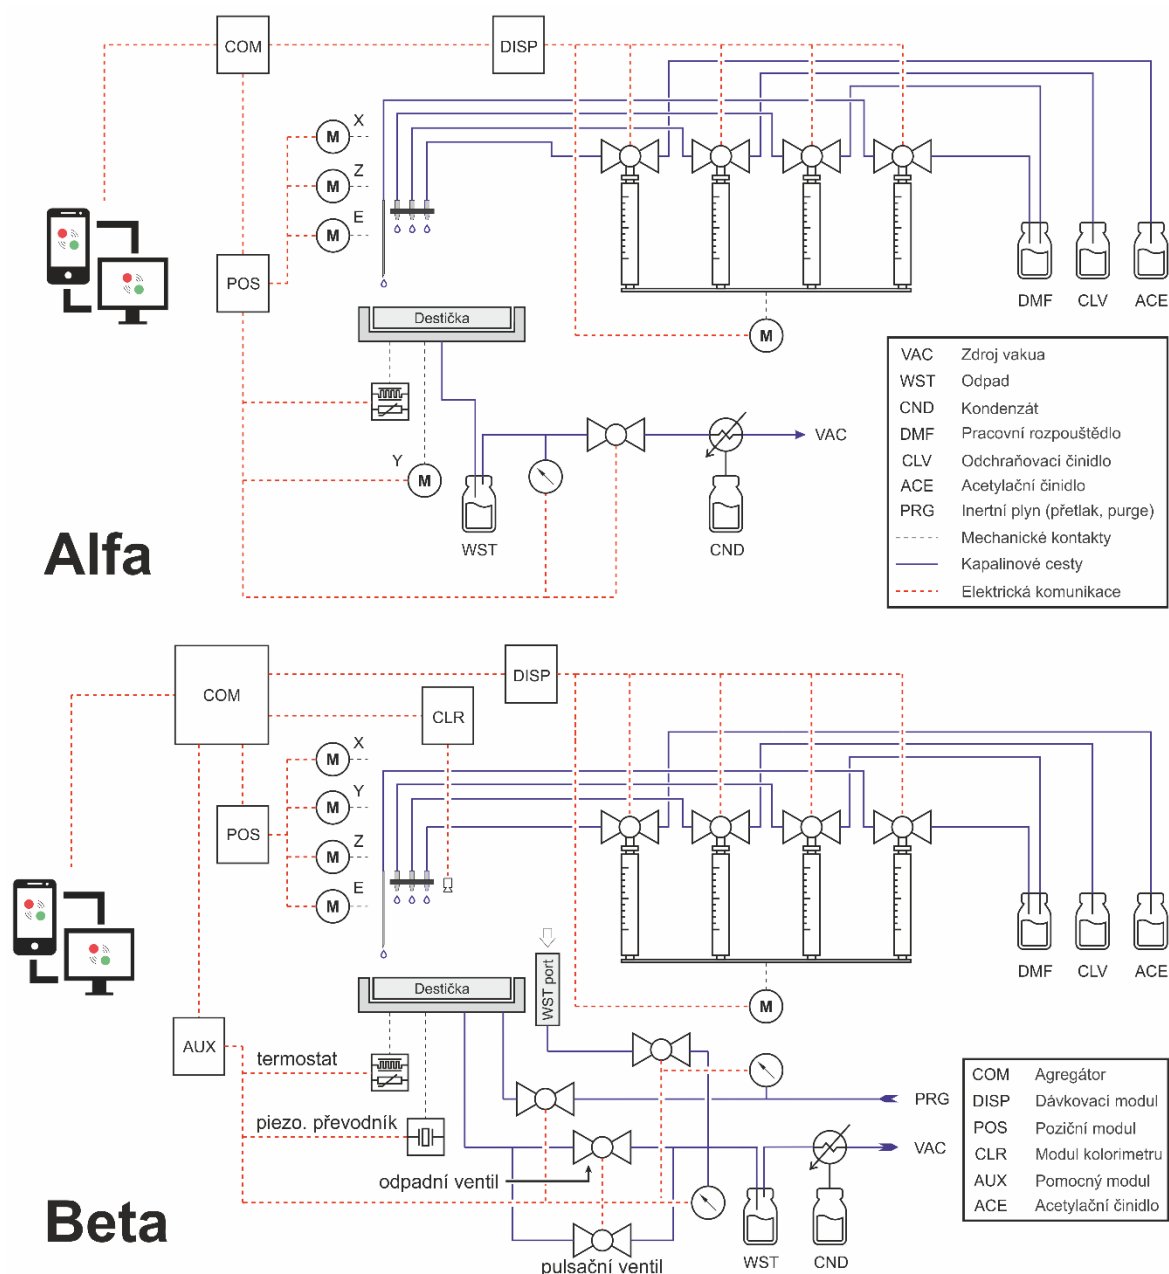 COM
DISP
X
M
Z
M
E
M
POS
DMF
CLV
ACE
Destička
M
Y
M
VAC
WST
CND
Alfa
VAC Zdroj vakua
WST Odpad
CND Kondenzát
DMF Pracovní rozpouštědlo
CLV Odchraňovací činidlo
ACE Acetylační činidlo
PRG Inertní plyn (přetlak, purge)
Mechanické kontakty
Kapalinové cesty
Elektrická komunikace
COM
DISP
CLR
X
M
Y
M
Z
M
E
M
POS
DMF
CLV
ACE
Destička
WST port
M
AUX
termostat
piezo. převodník
odpadní ventil
pulsační ventil
PRG
VAC
WST
CND
Beta
COM Agregátor
DISP Dávkovací modul
POS Poziční modul
CLR Modul kolorimetru
AUX Pomocný modul
ACE Acetylační činidlo